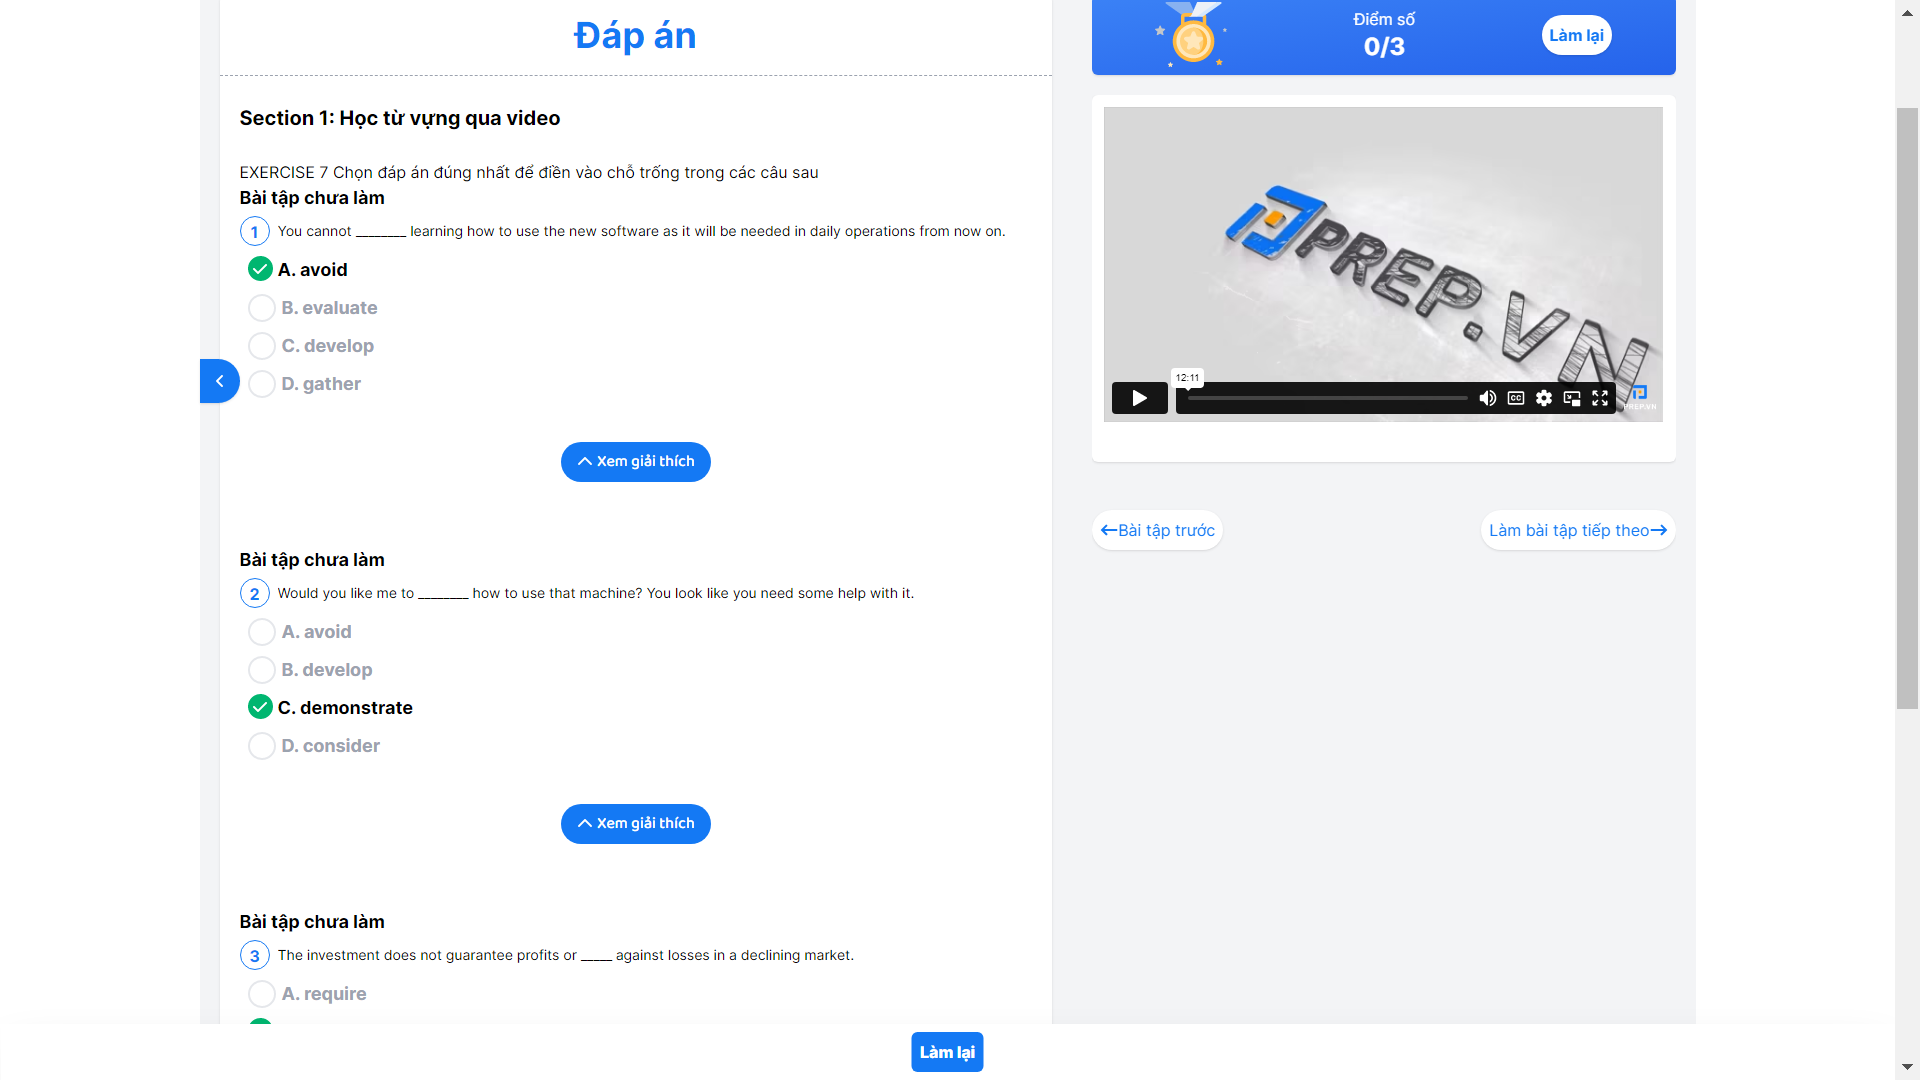 Đáp án
Section 1: Học từ vựng qua video
EXERCISE 7 Chọn đáp án đúng nhất để điền vào chỗ trống trong các câu sau
Bài tập chưa làm
1 You cannot ________ learning how to use the new software as it will be needed in daily operations from now on.
A. avoid
B. evaluate
C. develop
D. gather
Xem giải thích
Bài tập chưa làm
2 Would you like me to ________ how to use that machine? You look like you need some help with it.
A. avoid
B. develop
C. demonstrate
D. consider
Xem giải thích
Bài tập chưa làm
3 The investment does not guarantee profits or _____ against losses in a declining market.
A. require
Làm lại
Điểm số
0/3
Làm lại
PREP.VN
12:11
CC
PREP.VN
Bài tập trước
Làm bài tập tiếp theo